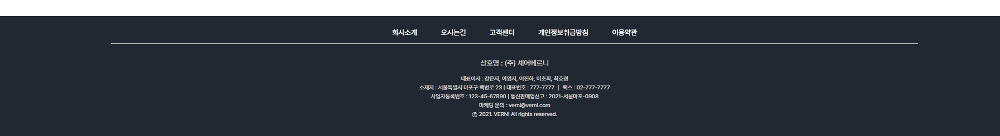 회사소개 오시는길 고객센터 개인정보취급방침 이용약관
상호명 : (주) 셰어베르니
대표이사 : 강은지, 이엄지, 이진하, 이초희, 최효정
소재지 : 서울특별시 마포구 백범로 23 | 대표번호 : 777-7777 | 팩스 : 02-777-7777
사업자등록번호 : 123-45-67890 | 통신판매업신고 : 2021-서울마포-0908
마케팅 문의 : verni@verni.com
ⓒ 2021. VERNI All rights reserved.